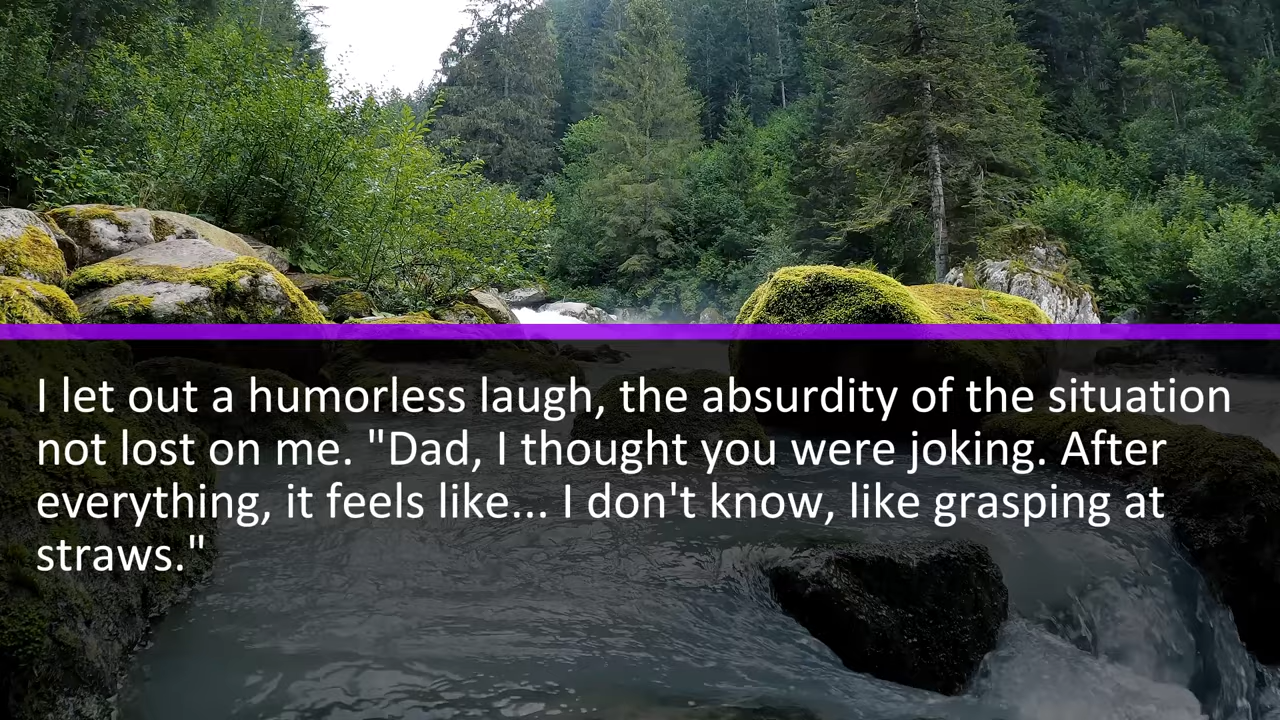 I let out a humorless laugh, the absurdity of the situation
not lost on me. "Dad, I thought you were joking. After
everything, it feels like... I don't know, like grasping at
straws."